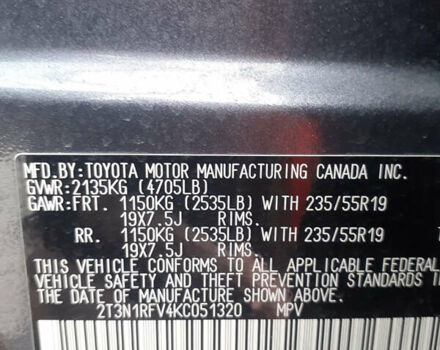 MFD.BY:TOYOTA MOTOR MANUFACTURING CANADA INC.
GVWR:2135KG (4705LB)
GAWR:FRT. 1150KG (2535LB) WITH 235/55R19
19X7.5J RIMS.
RR. 1150KG (2535LB) WITH 235/55R19
19X7.5J RIMS.
THIS VEHICLE CONFORMS TO ALL APPLICABLE FEDERAL
SAFETY AND THEFT PREVENTION STANDARDS IN
THE DATE OF MANUFACTURE SHOWN ABOVE.
2T3N1RFV4KC051320 MPV